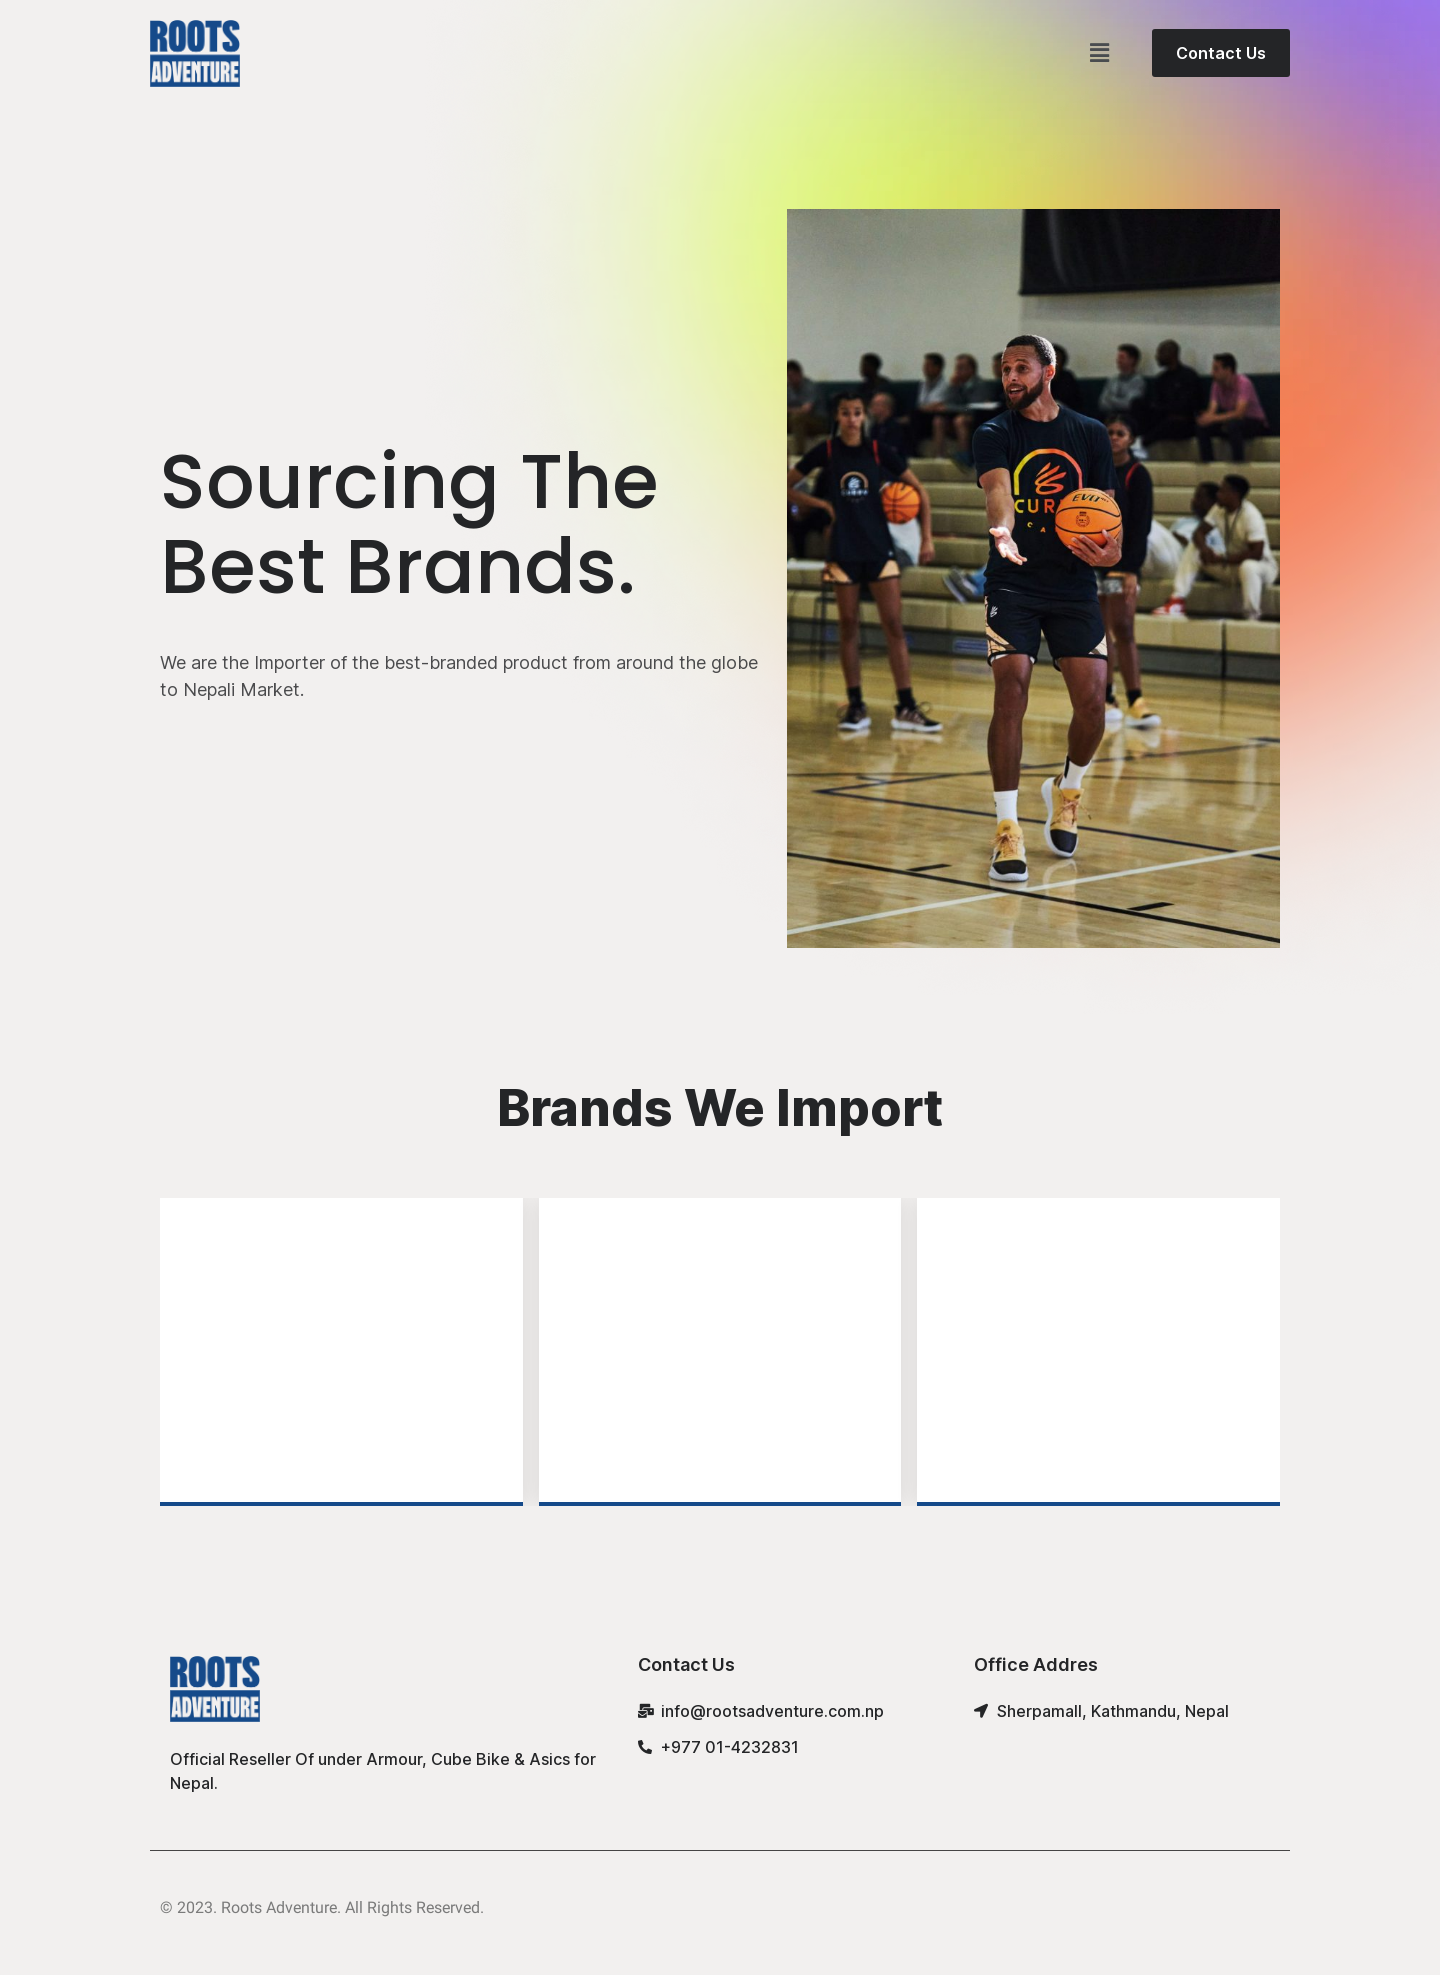 ROOTS
ADVENTURE
Contact Us
Sourcing The
Best Brands.
We are the Importer of the best-branded product from around the globe
to Nepali Market.
EVO
Brands We Import
ROOTS
ADVENTURE
Official Reseller Of under Armour, Cube Bike & Asics for
Nepal.
Contact Us
info@rootsadventure.com.np
+977 01-4232831
Office Addres
Sherpamall, Kathmandu, Nepal
© 2023. Roots Adventure. All Rights Reserved.